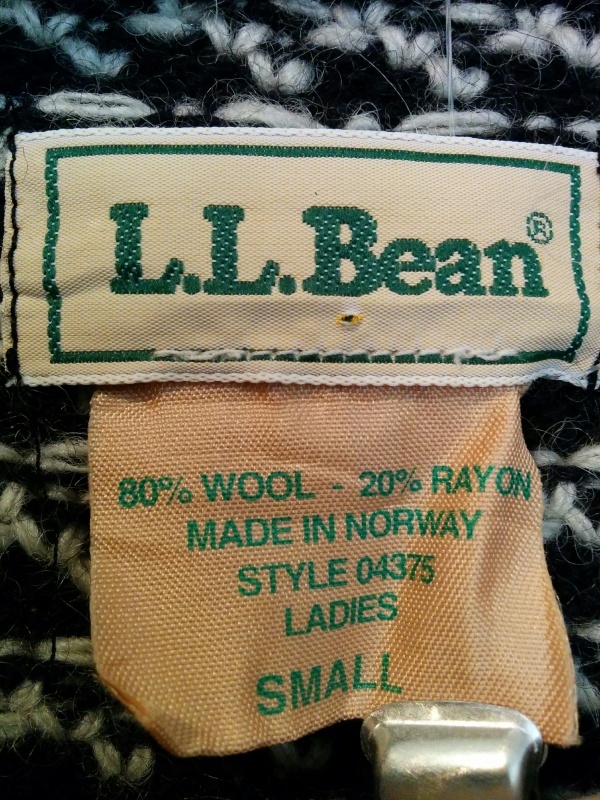 L.L.Bean®
80% WOOL - 20% RAYON
MADE IN NORWAY
STYLE 04375
LADIES
SMALL